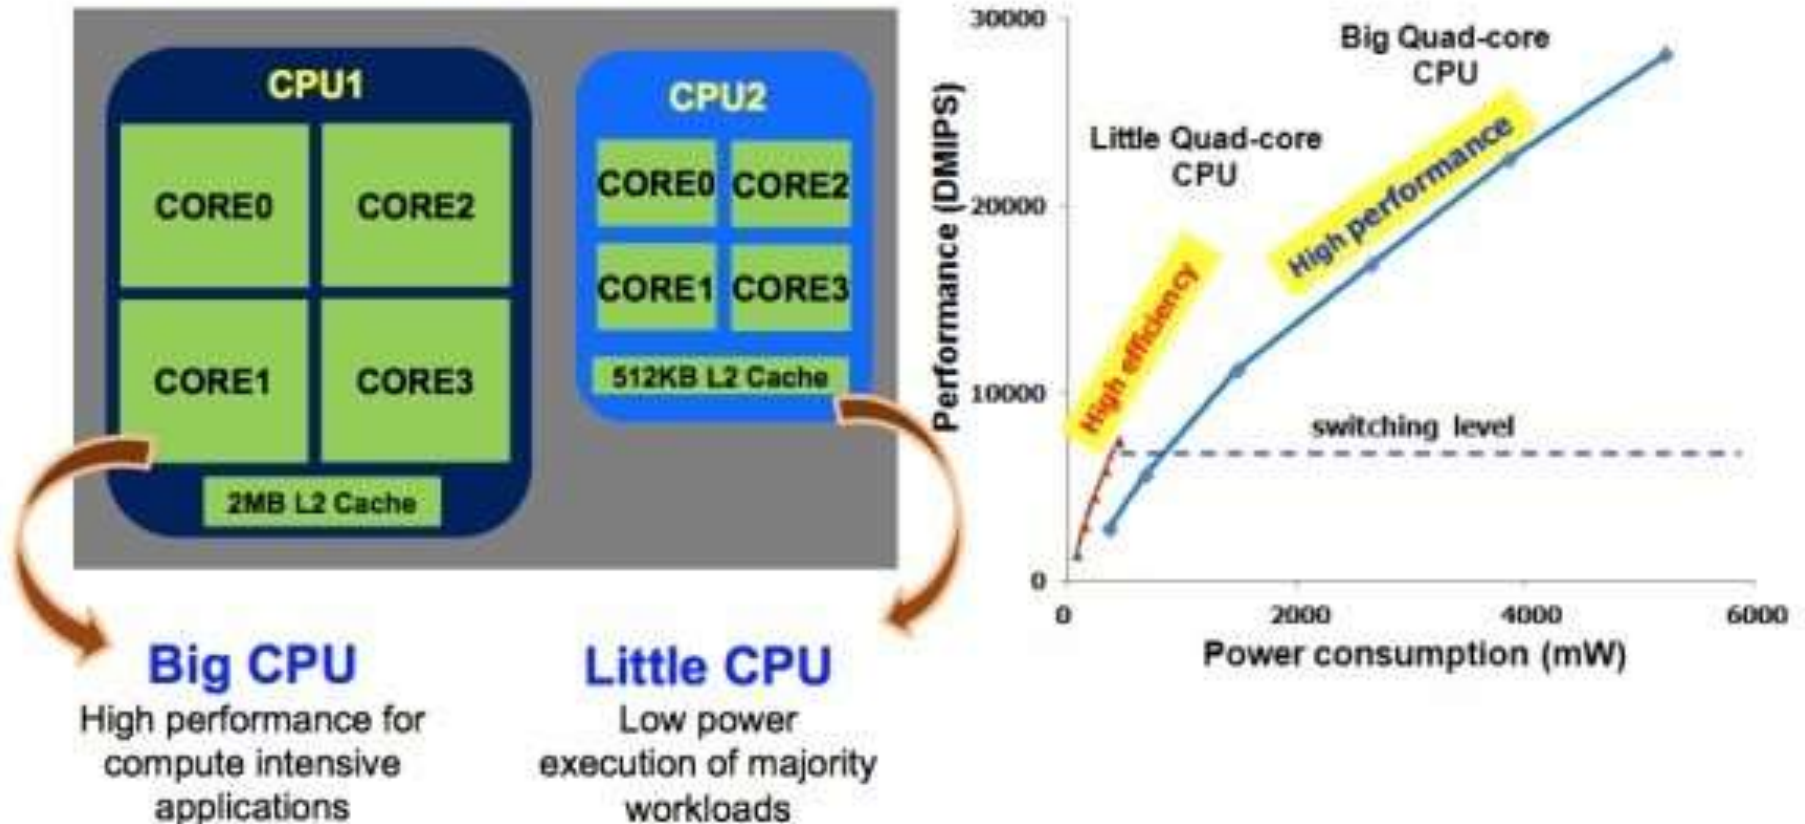 CPU1
CORE0 CORE2
CORE1 CORE3
2MB L2 Cache
CPU2
CORE0 CORE2
CORE1 CORE3
512KB L2 Cache
Big CPU
High performance for
compute intensive
applications
Little CPU
Low power
execution of majority
workloads
Performance (DMIPS)
30000
20000
10000
0
Big Quad-core
CPU
Little Quad-core
CPU
High performance
High efficiency
switching level
0 2000 4000 6000
Power consumption (mW)